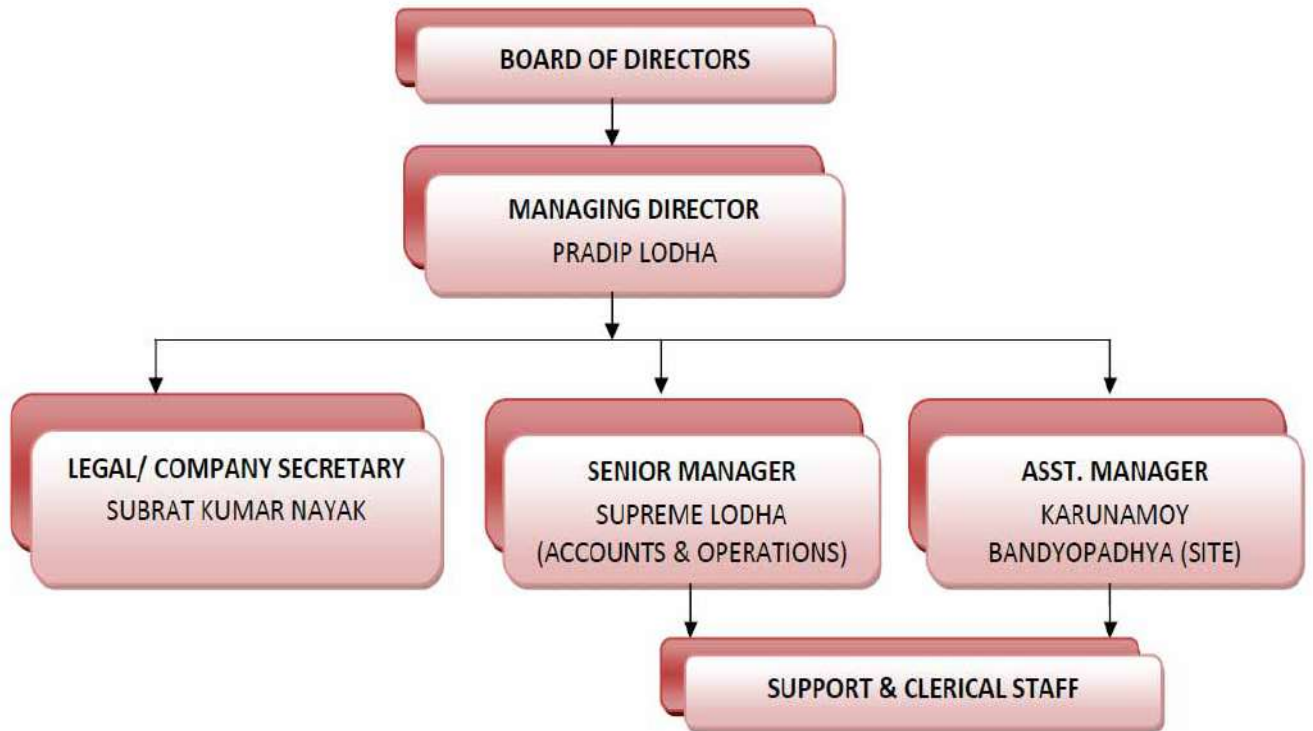 BOARD OF DIRECTORS
MANAGING DIRECTOR
PRADIP LODHA
LEGAL/ COMPANY SECRETARY
SUBRAT KUMAR NAYAK
SENIOR MANAGER
SUPREME LODHA
(ACCOUNTS & OPERATIONS)
ASST. MANAGER
KARUNAMOY
BANDYOPADHYA (SITE)
SUPPORT & CLERICAL STAFF